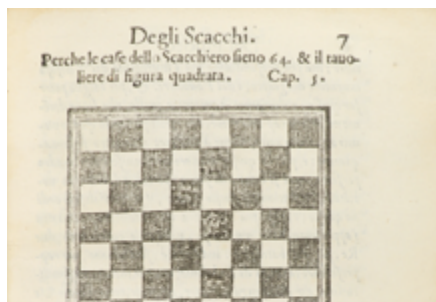 Degli Scacchi. 7
Perche le case dello Scacchiero sieno 64. & il tauo-
liere di figura quadrata. Cap. 5.